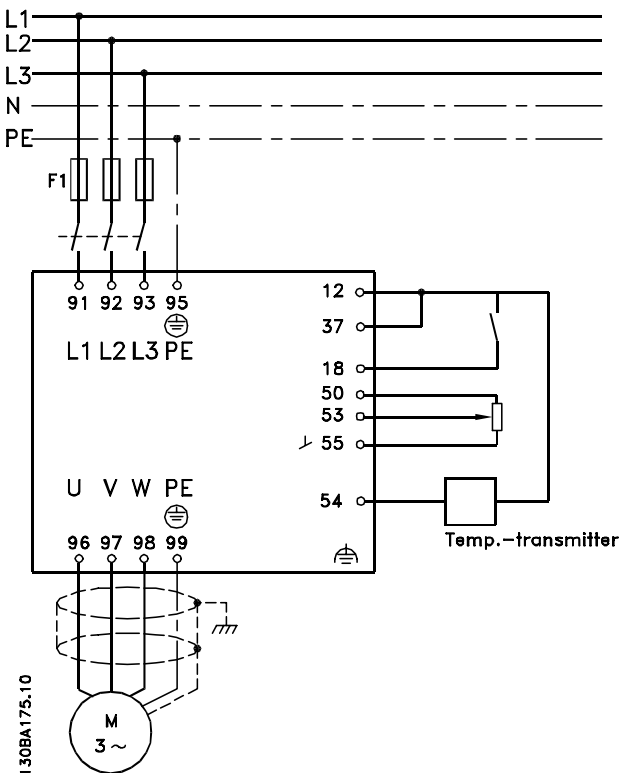 L1
L2
L3
N
PE
F1
91 92 93 95
L1 L2 L3 PE
12
37
18
50
53
55
54
U V W PE
96 97 98 99
Temp.-transmitter
M
3~
130BA175.10